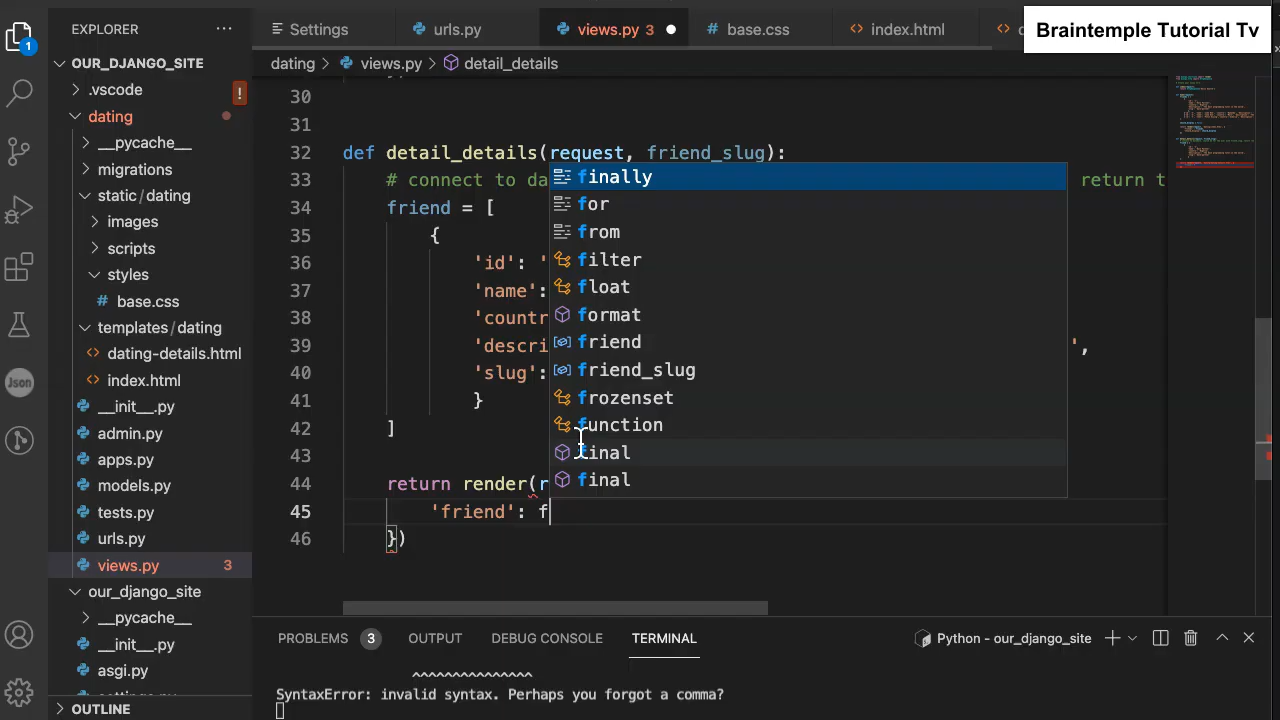 EXPLORER
Settings
urls.py
views.py 3
base.css
index.html
Braintemple Tutorial Tv
OUR_DJANGO_SITE
dating > views.py > detail_details
.vscode
dating
__pycache__
migrations
static/dating
images
scripts
styles
base.css
templates/dating
dating-details.html
index.html
__init__.py
admin.py
apps.py
models.py
tests.py
urls.py
views.py 3
our_django_site
__pycache__
__init__.py
asgi.py
OUTLINE
30
31
32 def detail_details(request, friend_slug):
33 # connect to da return t
34 friend = [
35 {
36 'id': '
37 'name':
38 'countr
39 'descri ',
40 'slug':
41 }
42 ]
43
44 return render(r
45 'friend': f
46 })
finally
for
from
filter
float
format
friend
friend_slug
frozenset
function
final
final
PROBLEMS 3
OUTPUT
DEBUG CONSOLE
TERMINAL
Python - our_django_site
^^^^^^^^^^^^^^^
SyntaxError: invalid syntax. Perhaps you forgot a comma?
Json
1